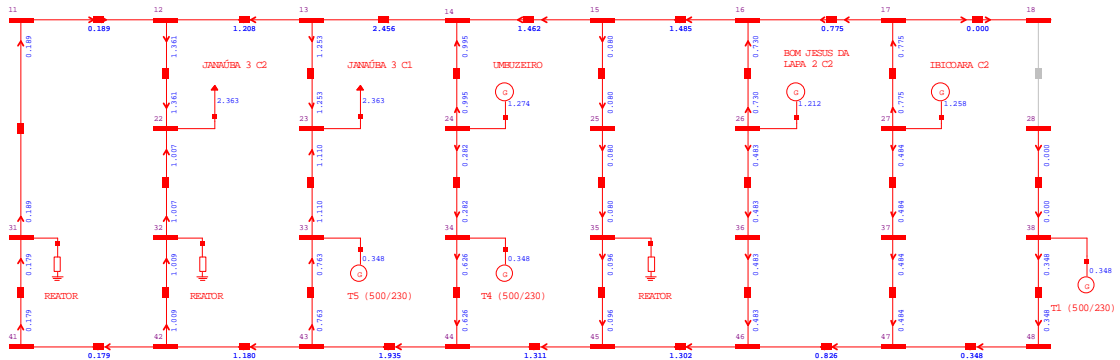 11 12 13 14 15 16 17 18
0.189 1.208 2.456 1.462 1.485 0.775 0.000
0.189 1.361 1.253 0.995 0.080 0.730 0.775
JANAÚBA 3 C2 JANAÚBA 3 C1 UMBUZEIRO BOM JESUS DA
LAPA 2 C2 IBICOARA C2
1.361 2.363 1.253 2.363 0.995 1.274 0.080 0.730 1.212 0.775 1.258
G G G
22 23 24 25 26 27 28
1.007 1.110 0.282 0.080 0.483 0.484 0.000
0.189 1.007 1.110 0.282 0.080 0.483 0.484 0.000
31 32 33 34 35 36 37 38
0.179 1.009 0.763 0.348 0.626 0.348 0.096 0.483 0.484 0.348 0.348
G G G
REATOR REATOR T5 (500/230) T4 (500/230) REATOR
T1 (500/230)
0.179 1.009 0.763 0.626 0.096 0.483 0.484 0.348
41 42 43 44 45 46 47 48
0.179 1.180 1.935 1.311 1.302 0.826 0.348